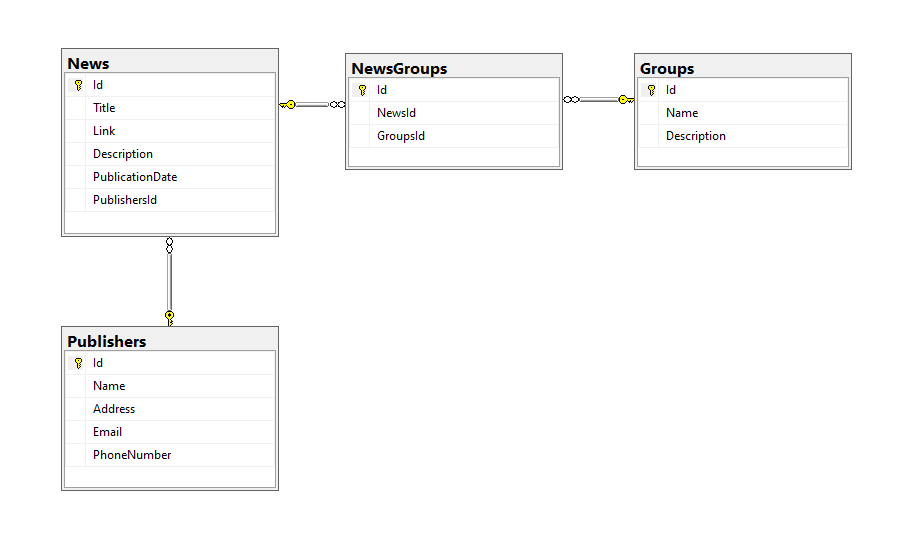 News
Id
Title
Link
Description
PublicationDate
PublishersId
NewsGroups
Id
NewsId
GroupsId
Groups
Id
Name
Description
Publishers
Id
Name
Address
Email
PhoneNumber